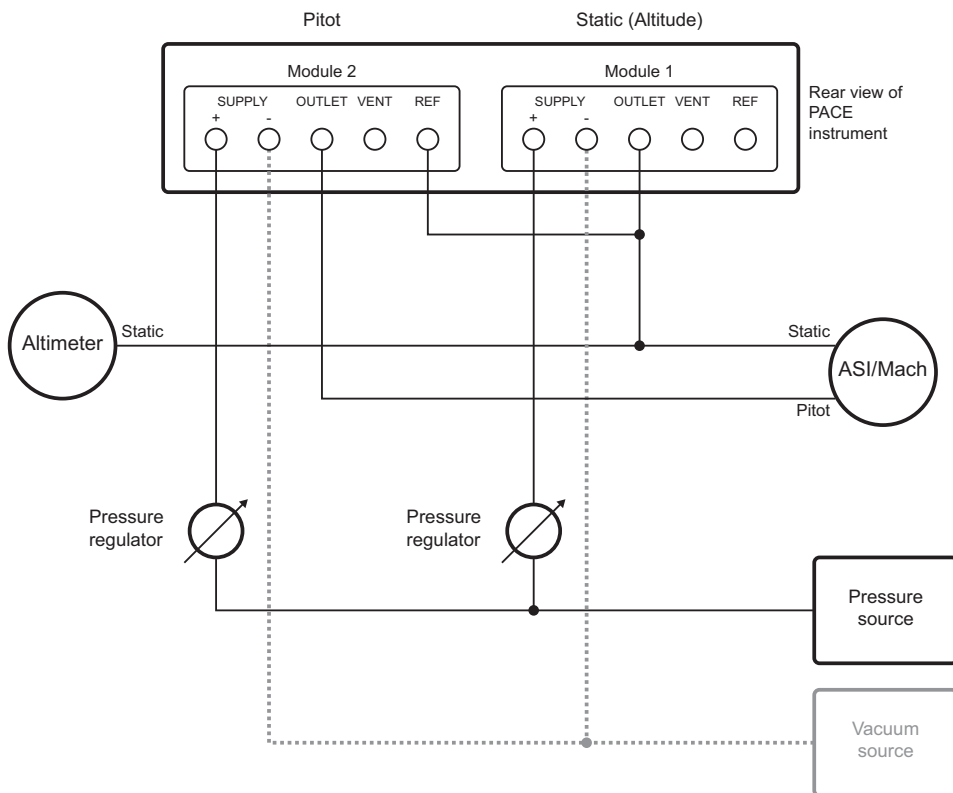 Pitot
Static (Altitude)
Module 2
Module 1
SUPPLY OUTLET VENT REF
+ -
SUPPLY OUTLET VENT REF
+ -
Rear view of
PACE
instrument
Altimeter
Static
Static
ASI/Mach
Pitot
Pressure
regulator
Pressure
regulator
Pressure
source
Vacuum
source